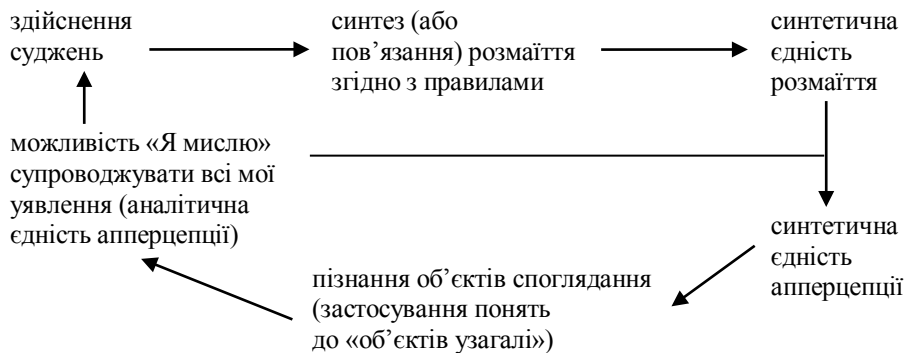 здійснення
суджень
синтез (або
пов’язання) розмаїття
згідно з правилами
синтетична
єдність
розмаїття
можливість «Я мислю»
супроводжувати всі мої
уявлення (аналітична
єдність апперцепції)
синтетична
єдність
апперцепції
пізнання об’єктів споглядання
(застосування понять
до «об’єктів узагалі»)